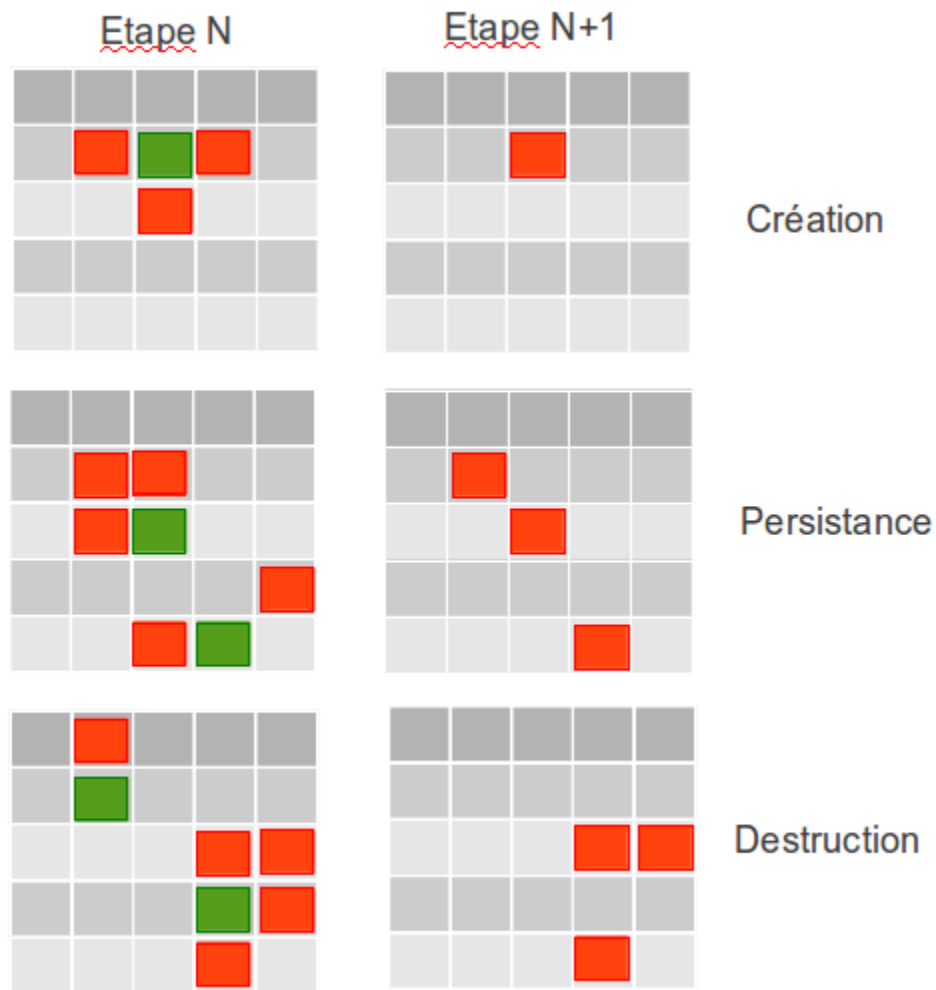 Etape N
Etape N+1
Création
Persistance
Destruction